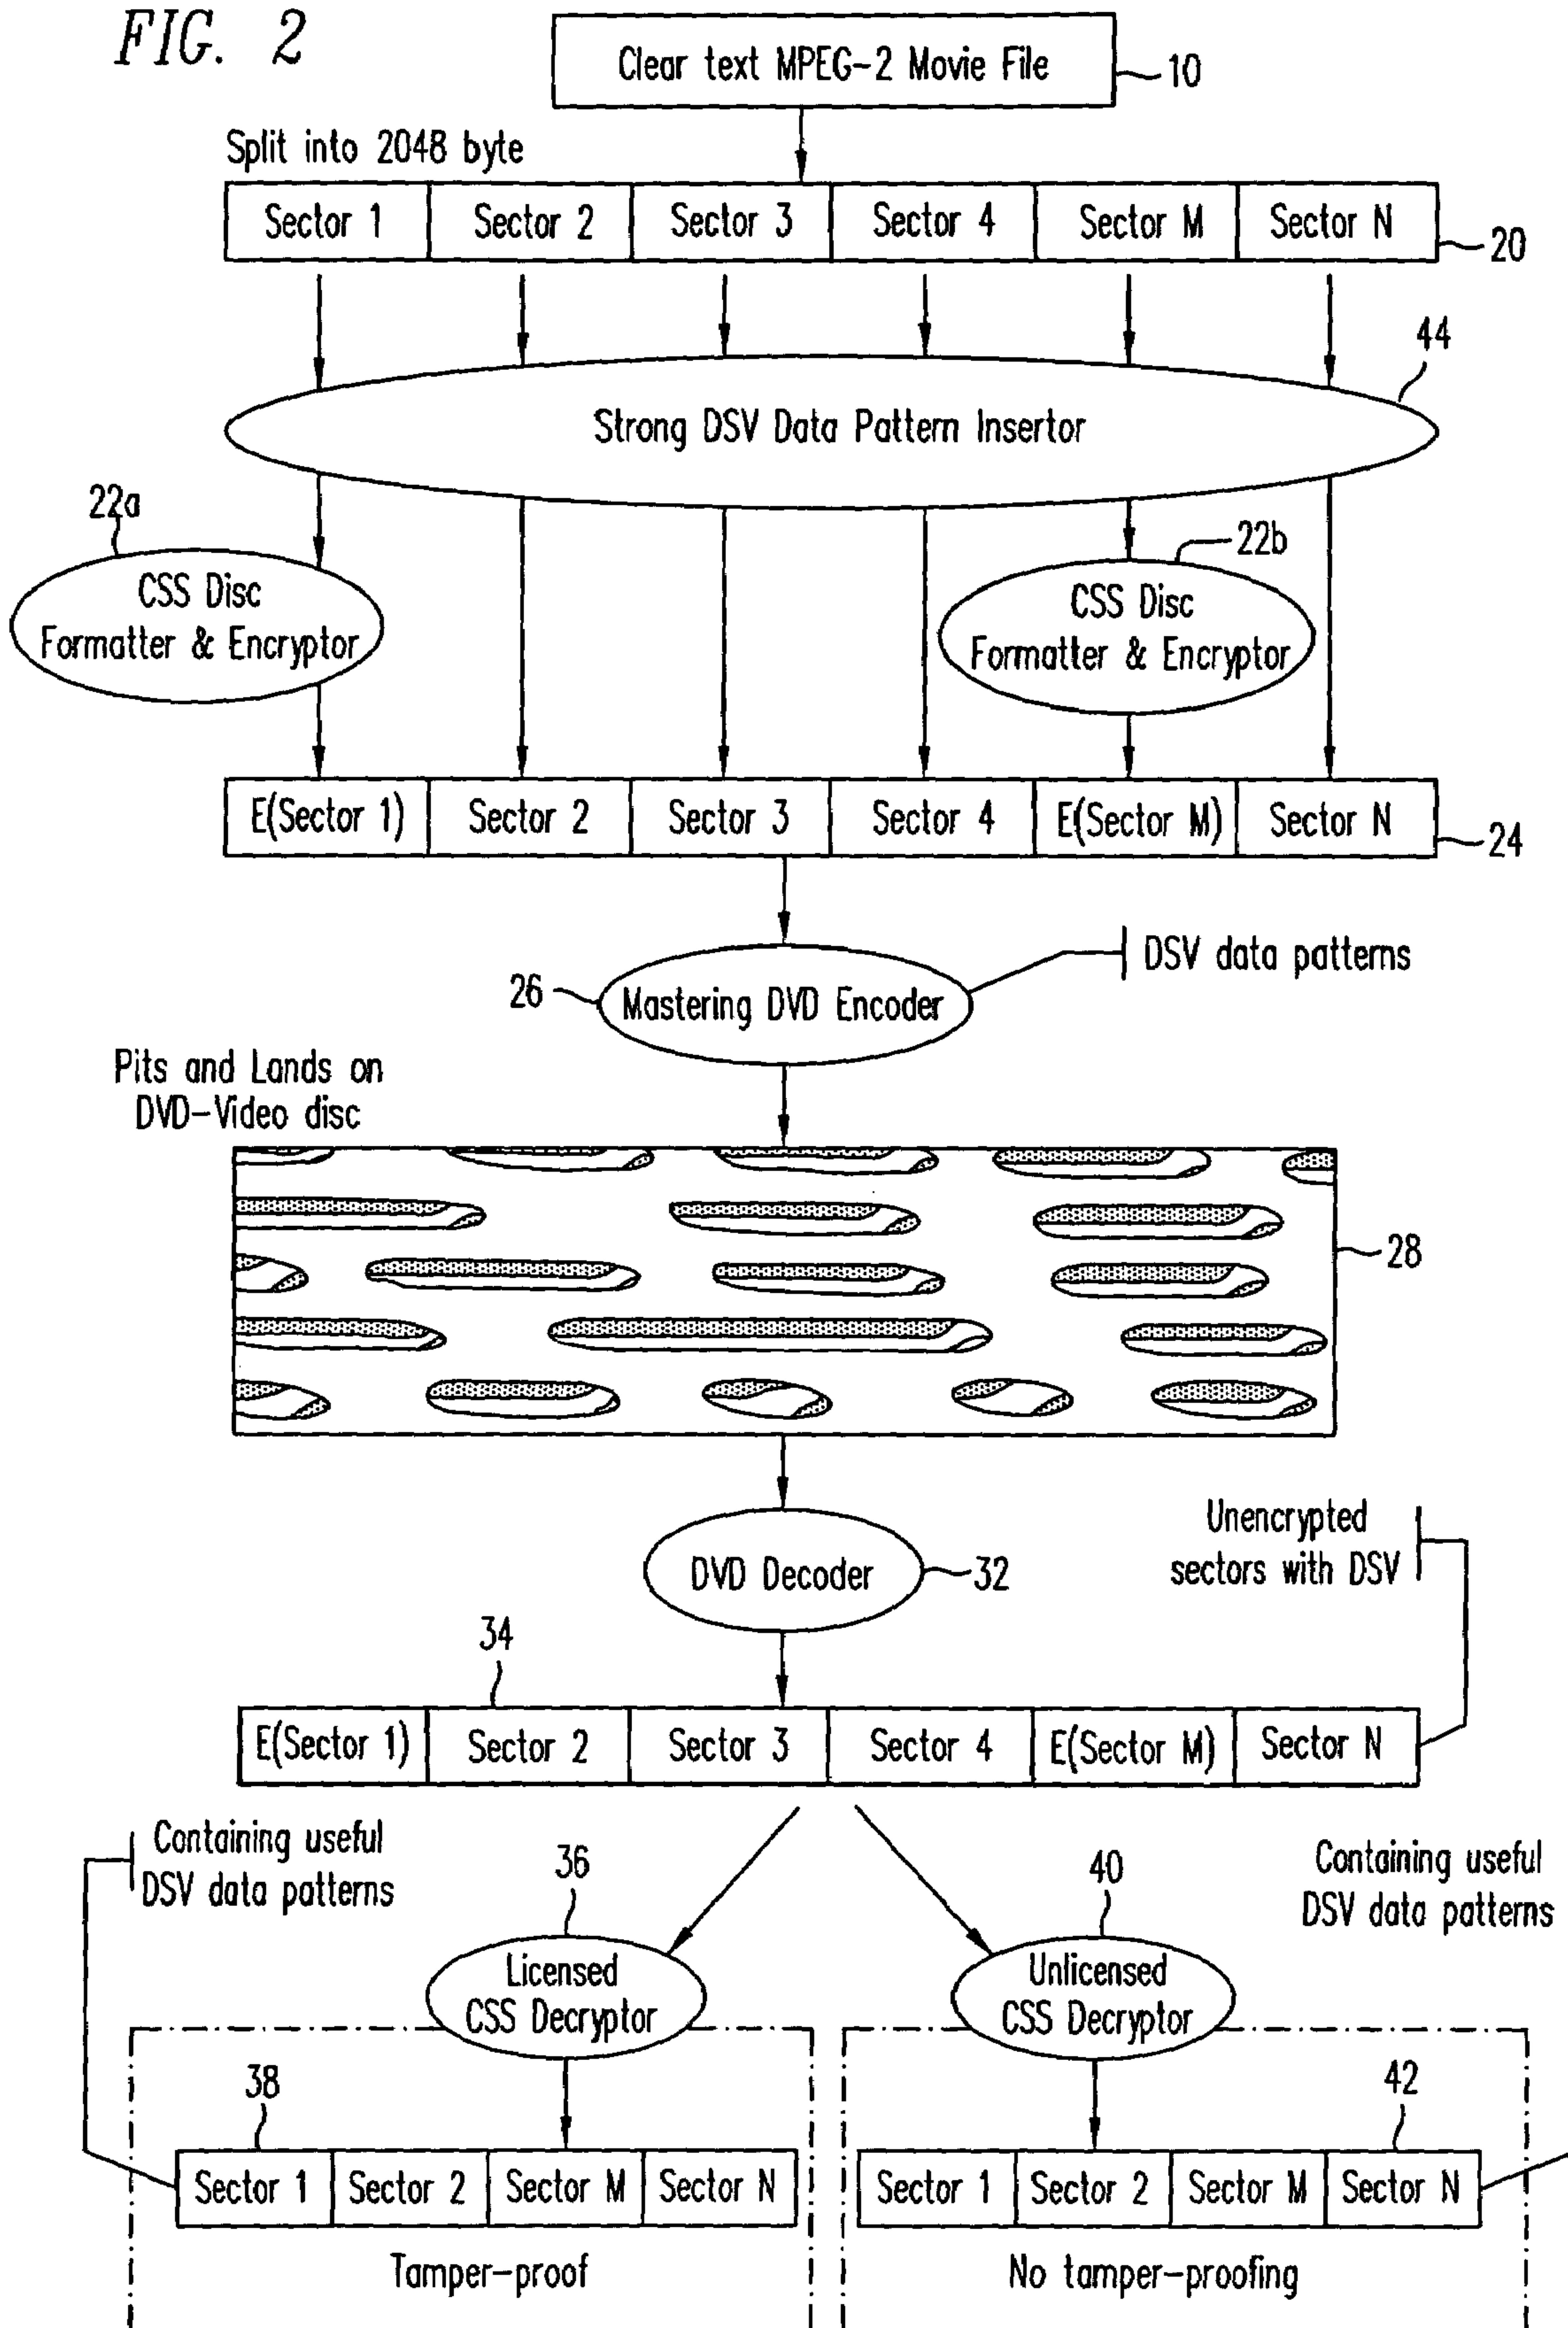 FIG. 2
Clear text MPEG-2 Movie File
10
Split into 2048 byte
Sector 1 Sector 2 Sector 3 Sector 4 Sector M Sector N
20
44
Strong DSV Data Pattern Insertor
22a
22b
CSS Disc
Formatter & Encryptor
CSS Disc
Formatter & Encryptor
E(Sector 1) Sector 2 Sector 3 Sector 4 E(Sector M) Sector N
24
DSV data patterns
26
Mastering DVD Encoder
Pits and Lands on
DVD-Video disc
28
Unencrypted
sectors with DSV
DVD Decoder
32
34
E(Sector 1) Sector 2 Sector 3 Sector 4 E(Sector M) Sector N
Containing useful
DSV data patterns
36
40
Containing useful
DSV data patterns
Licensed
CSS Decryptor
Unlicensed
CSS Decryptor
38
42
Sector 1 Sector 2 Sector M Sector N
Sector 1 Sector 2 Sector M Sector N
Tamper-proof
No tamper-proofing